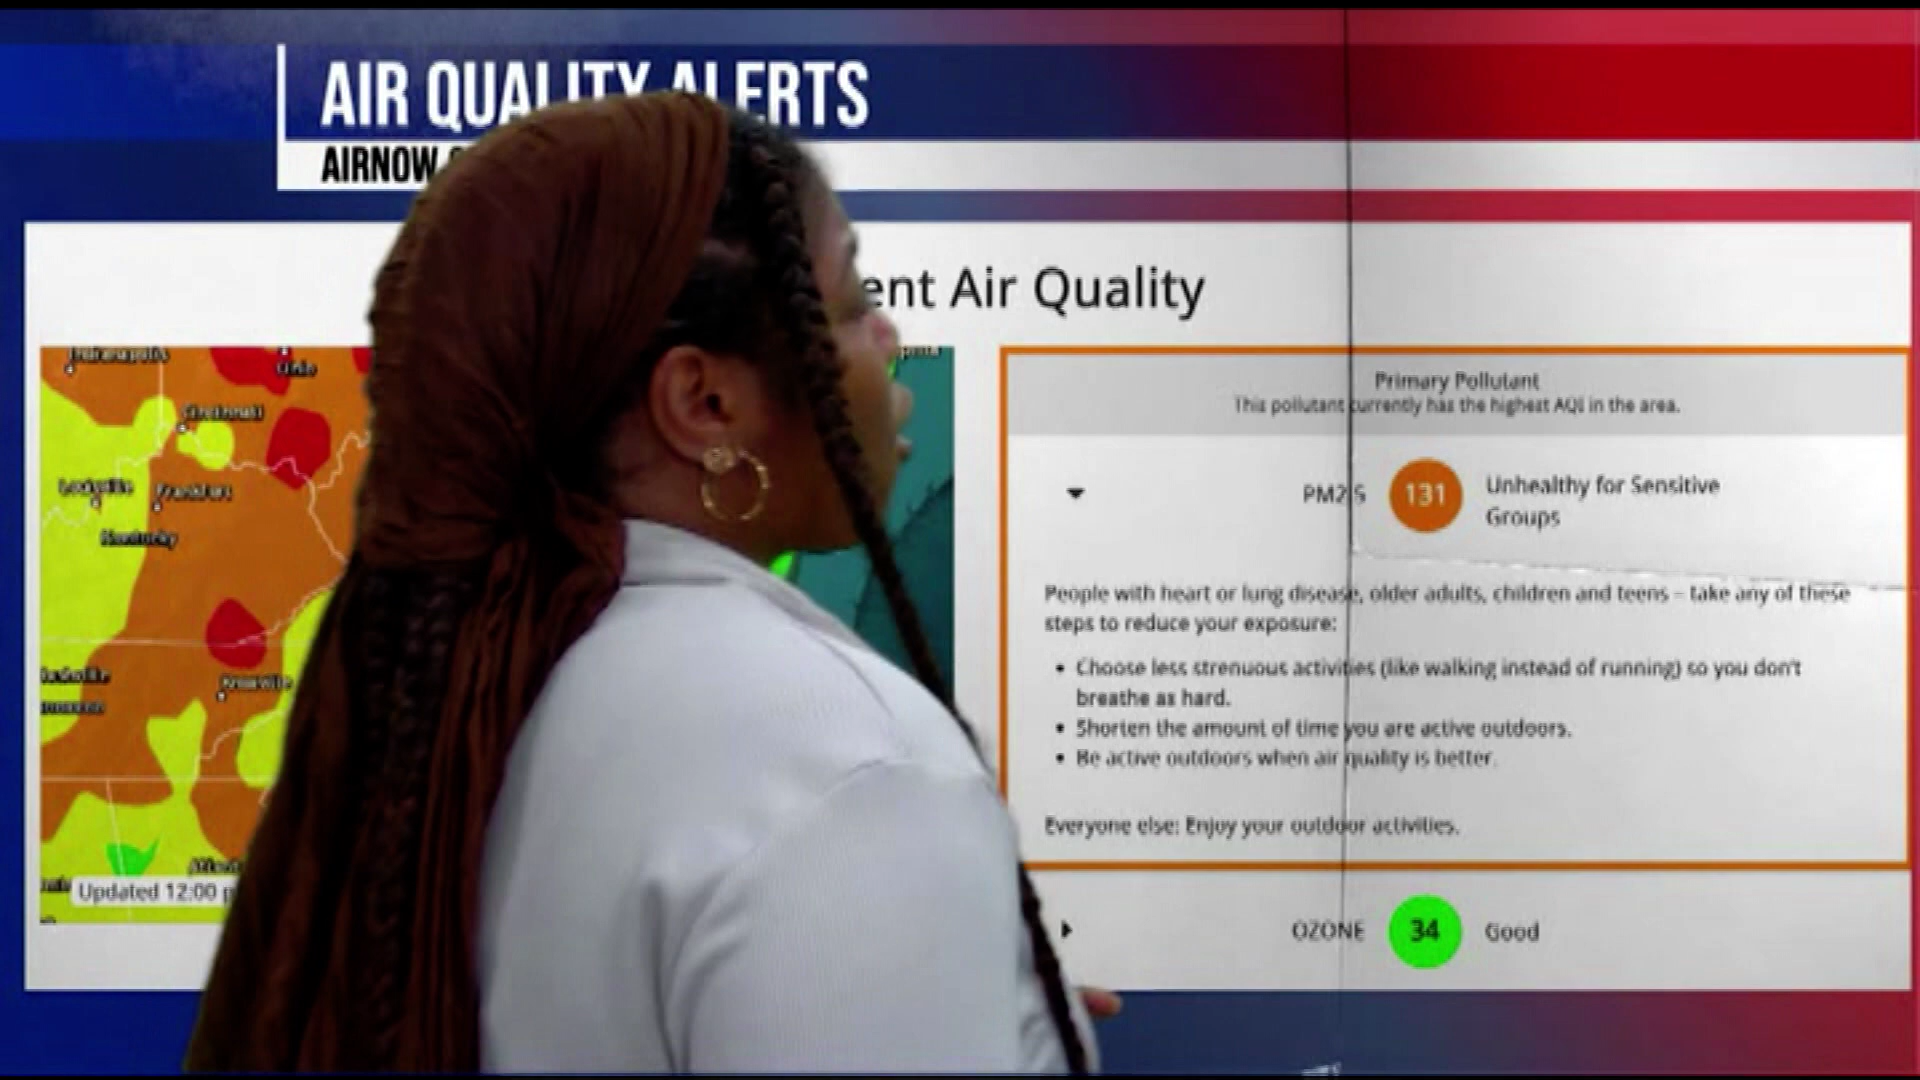 AIR QUALITY ALERTS
AIRNOW
ent Air Quality
Indianapolis
Ohio
Cincinnati
Louisville
Frankfurt
Kentucky
Knoxville
Updated 12:00 p
Primary Pollutant
This pollutant currently has the highest AQI in the area.
PM2.5
131
Unhealthy for Sensitive
Groups
People with heart or lung disease, older adults, children and teens – take any of these
steps to reduce your exposure:
• Choose less strenuous activities (like walking instead of running) so you don't
breathe as hard.
• Shorten the amount of time you are active outdoors.
• Be active outdoors when air quality is better.
Everyone else: Enjoy your outdoor activities.
OZONE
34
Good